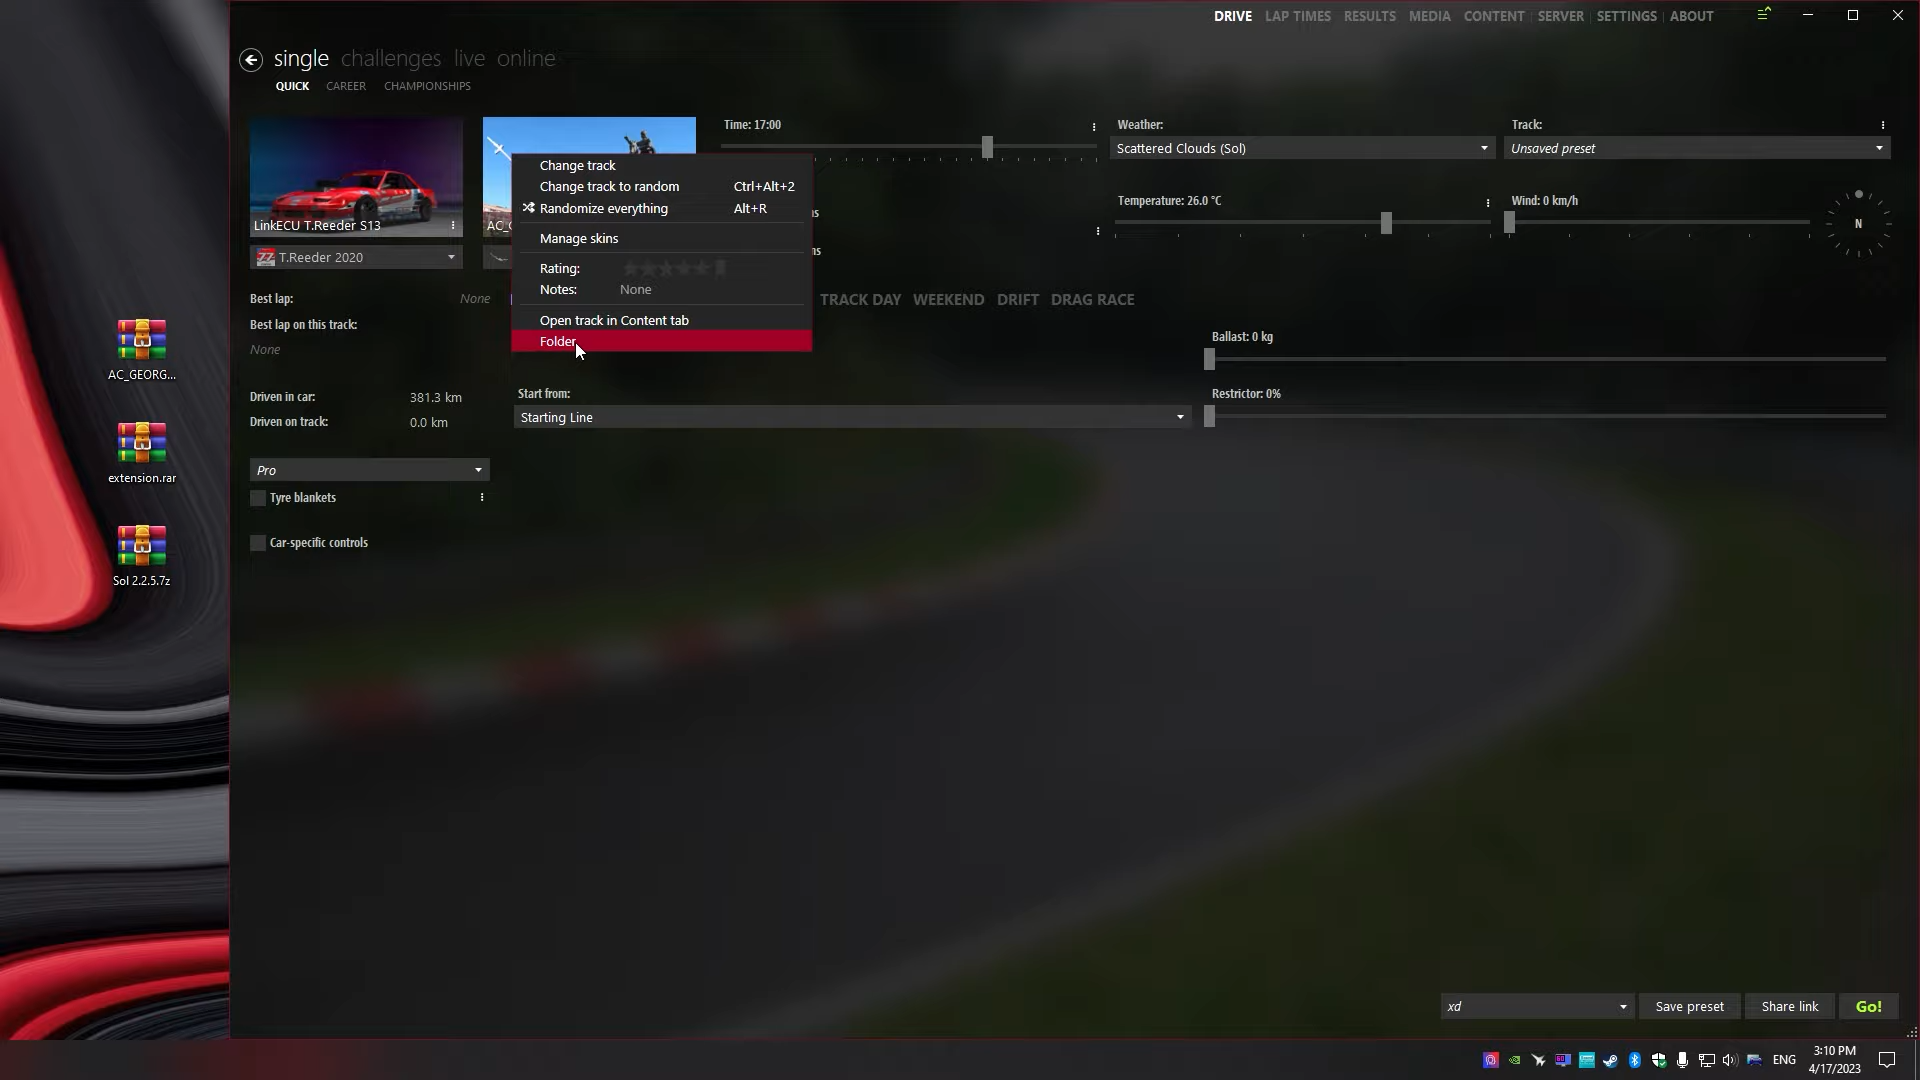 DRIVE LAP TIMES RESULTS MEDIA CONTENT SERVER SETTINGS ABOUT
single challenges live online
QUICK CAREER CHAMPIONSHIPS
Time: 17:00
Weather:
Track:
Scattered Clouds (Sol)
Unsaved preset
Change track
Change track to random Ctrl+Alt+2
Randomize everything Alt+R
Manage skins
Rating:
Notes: None
Open track in Content tab
Folder
LinkECU T.Reeder S13
T.Reeder 2020
Temperature: 26.0 °C
Wind: 0 km/h
N
Best lap: None
Best lap on this track:
None
TRACK DAY WEEKEND DRIFT DRAG RACE
Ballast: 0 kg
Driven in car: 381.3 km
Driven on track: 0.0 km
Start from:
Starting Line
Restrictor: 0%
Pro
Tyre blankets
Car-specific controls
AC_GEORG...
extension.rar
Sol 2.2.5.7z
xd
Save preset
Share link
Go!
ENG
3:10 PM
4/17/2023